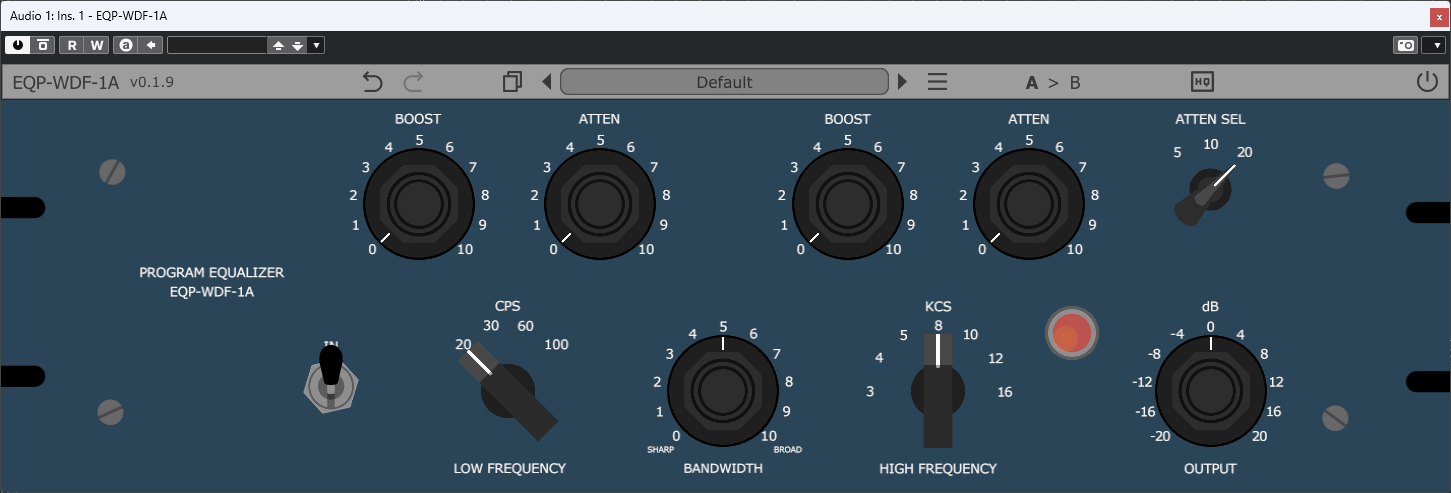 Audio 1: Ins. 1 - EQP-WDF-1A
x
R W a
EQP-WDF-1A v0.1.9 Default A > B HQ
BOOST ATTEN BOOST ATTEN ATTEN SEL
0 1 2 3 4 5 6 7 8 9 10
0 1 2 3 4 5 6 7 8 9 10
0 1 2 3 4 5 6 7 8 9 10
0 1 2 3 4 5 6 7 8 9 10
5 10 20
PROGRAM EQUALIZER
EQP-WDF-1A
IN
CPS
20 30 60 100
LOW FREQUENCY
0 1 2 3 4 5 6 7 8 9 10
SHARP BROAD
BANDWIDTH
KCS
3 4 5 8 10 12 16
HIGH FREQUENCY
dB
-20 -16 -12 -8 -4 0 4 8 12 16 20
OUTPUT